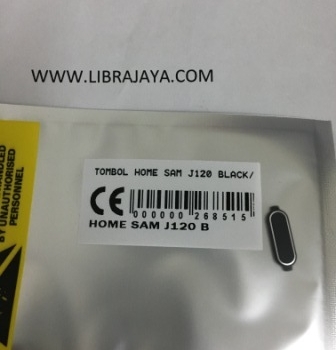 WWW.LIBRAJAYA.COM
TOMBOL HOME SAM J120 BLACK/
CE
000000 268515
HOME SAM J120 B
BY UNAUTHORISED
PERSONNEL